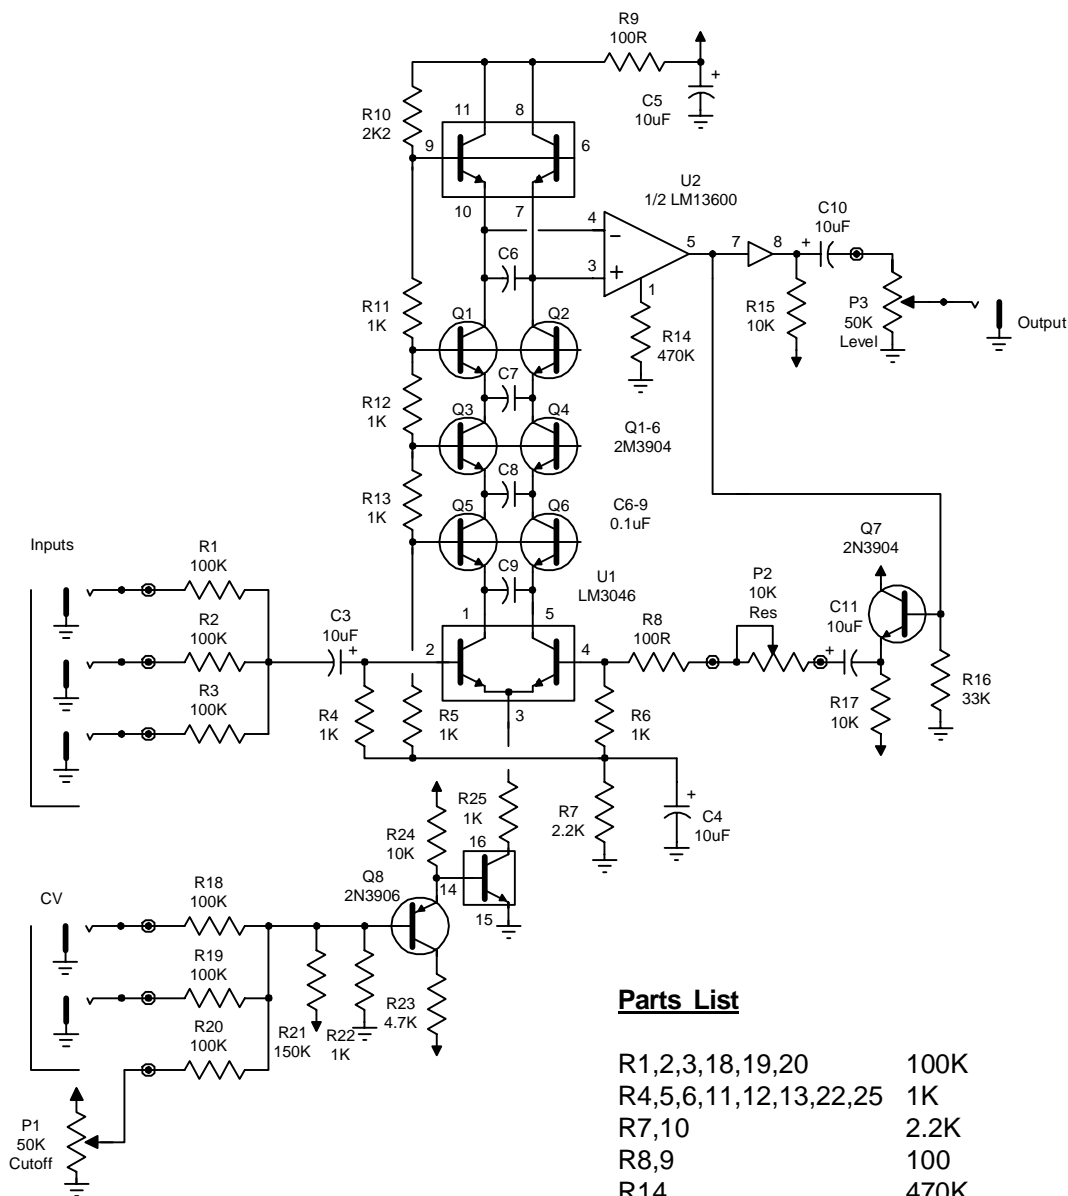 R9
100R
C5
10uF
+
R10
2K2
11
8
9
6
10
7
U2
1/2 LM13600
4
3
−
+
1
5
7
8
C10
10uF
+
R15
10K
P3
50K
Level
Output
R14
470K
C6
R11
1K
Q1
Q2
C7
R12
1K
Q3
Q4
Q1-6
2M3904
C8
R13
1K
Q5
Q6
C6-9
0.1uF
C9
U1
LM3046
Q7
2N3904
Inputs
R1
100K
R2
100K
R3
100K
C3
10uF
+
1
5
2
4
3
R8
100R
P2
10K
Res
C11
10uF
+
R16
33K
R17
10K
R4
1K
R5
1K
R6
1K
R7
2.2K
+
C4
10uF
R25
1K
R24
10K
16
14
15
Q8
2N3906
CV
R18
100K
R19
100K
R20
100K
R21
150K
R22
1K
R23
4.7K
P1
50K
Cutoff
Parts List
R1,2,3,18,19,20 100K
R4,5,6,11,12,13,22,25 1K
R7,10 2.2K
R8,9 100
R14 470K